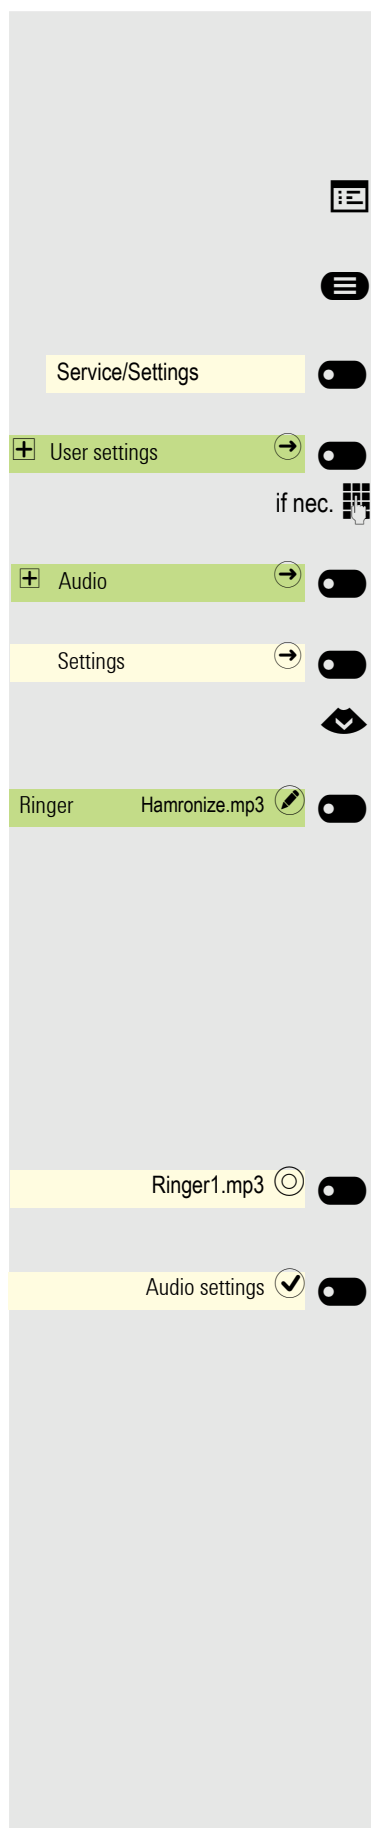 Service/Settings
User settings
if nec.
Audio
Settings
Ringer Hamronize.mp3
Ringer1.mp3
Audio settings